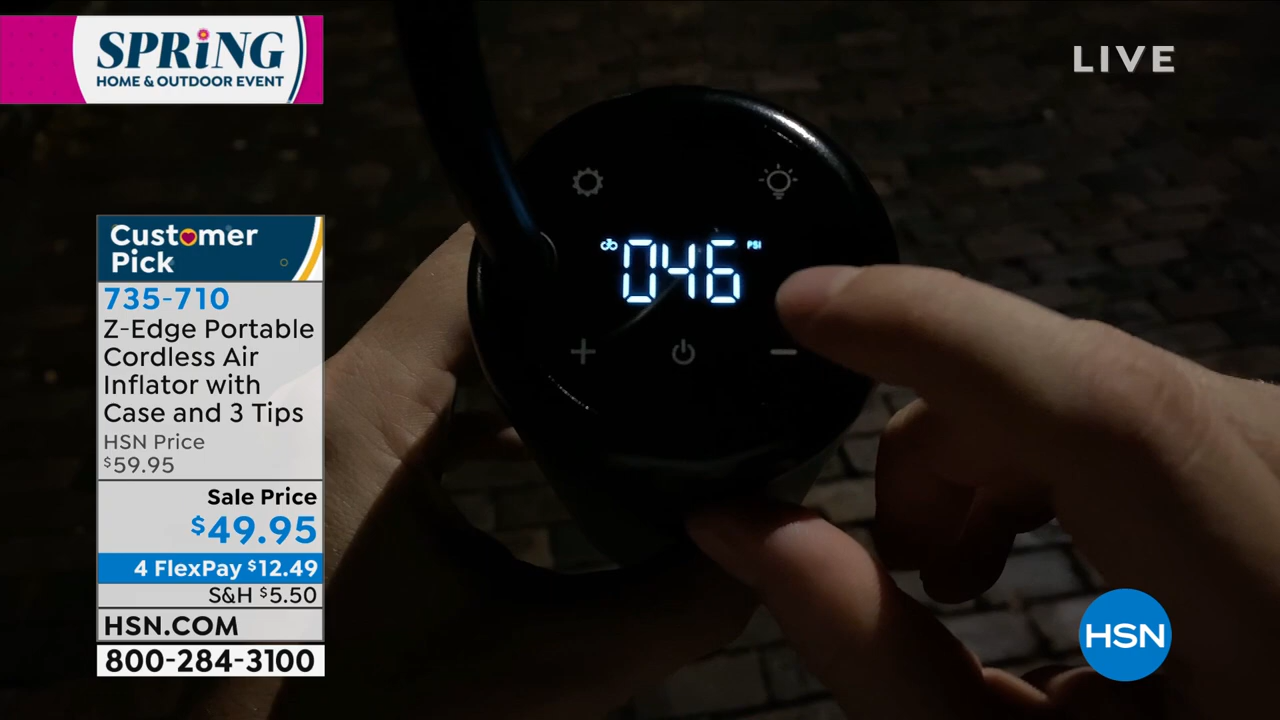 SPRiNG
HOME & OUTDOOR EVENT
LIVE
Customer
Pick
735-710
Z-Edge Portable
Cordless Air
Inflator with
Case and 3 Tips
HSN Price
$59.95
Sale Price
$49.95
4 FlexPay $12.49
S&H $5.50
HSN.COM
800-284-3100
046
PSI
HSN